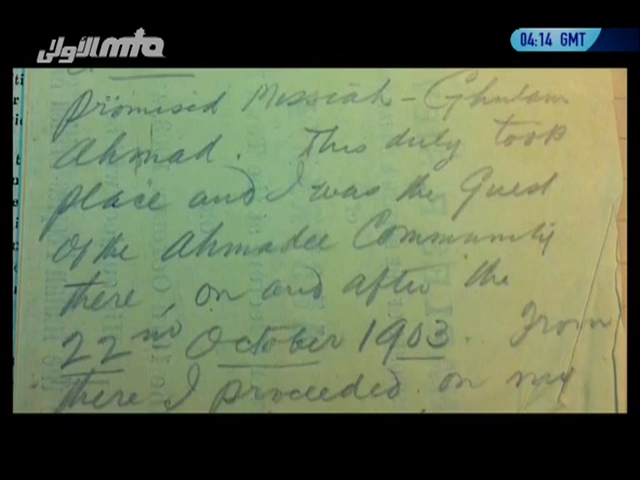 الأولى mta
04:14 GMT
promised Messiah - Ghulam
Ahmad. This duly took
place and I was the Guest
of the Ahmadee Community
there, on and after the
22nd October 1903. From
there I proceeded on my